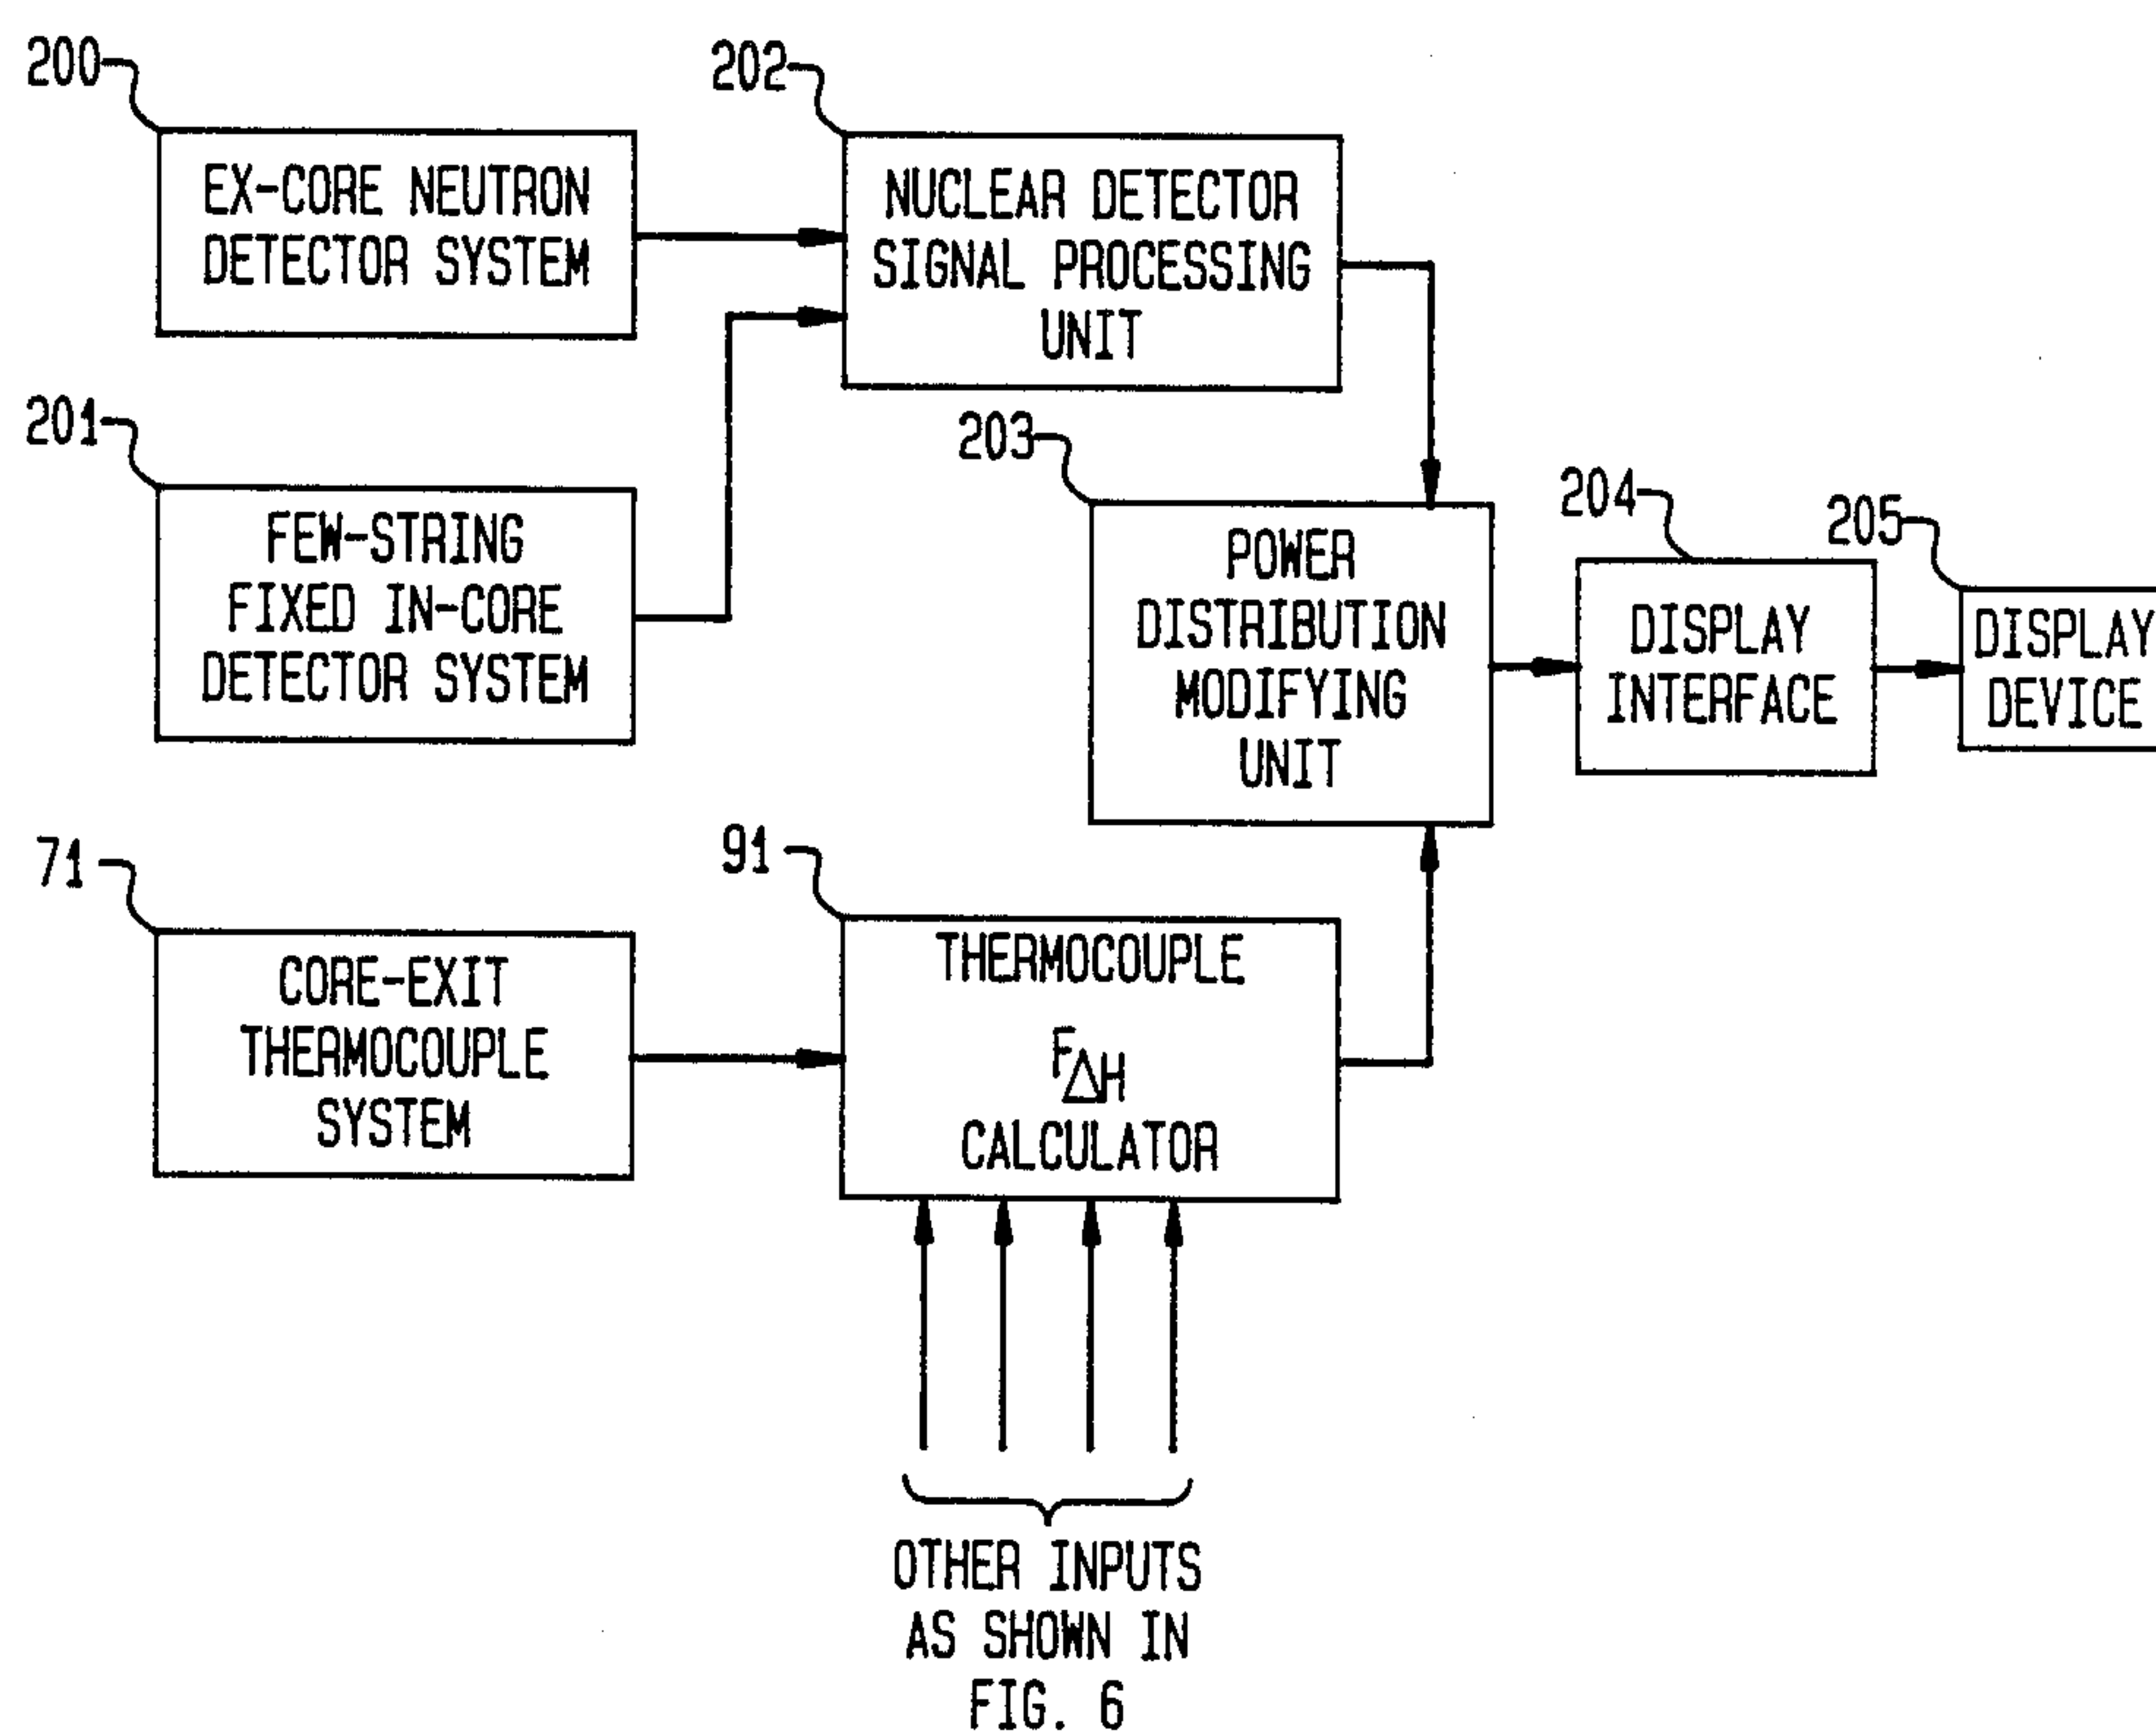 200
EX-CORE NEUTRON
DETECTOR SYSTEM
202
NUCLEAR DETECTOR
SIGNAL PROCESSING
UNIT
201
FEW-STRING
FIXED IN-CORE
DETECTOR SYSTEM
203
POWER
DISTRIBUTION
MODIFYING
UNIT
204
DISPLAY
INTERFACE
205
DISPLAY
DEVICE
71
CORE-EXIT
THERMOCOUPLE
SYSTEM
91
THERMOCOUPLE
FΔH
CALCULATOR
OTHER INPUTS
AS SHOWN IN
FIG. 6